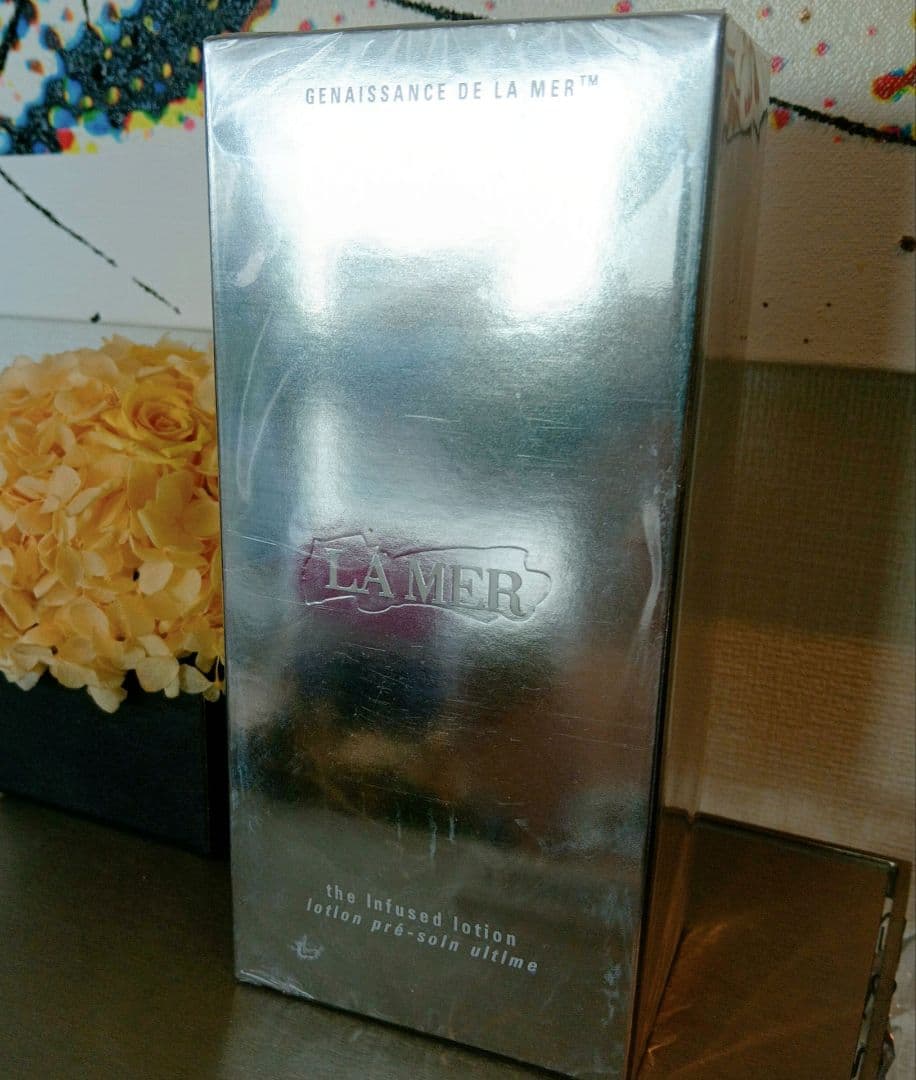 GENAISSANCE DE LA MER™
LA MER
the infused lotion
lotion pré-soin ultime